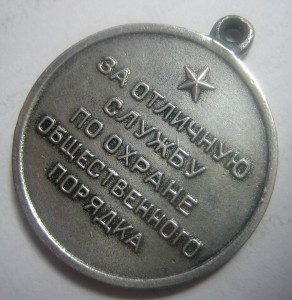 ЗА ОТЛИЧНУЮ
СЛУЖБУ
ПО ОХРАНЕ
ОБЩЕСТВЕННОГО
ПОРЯДКА